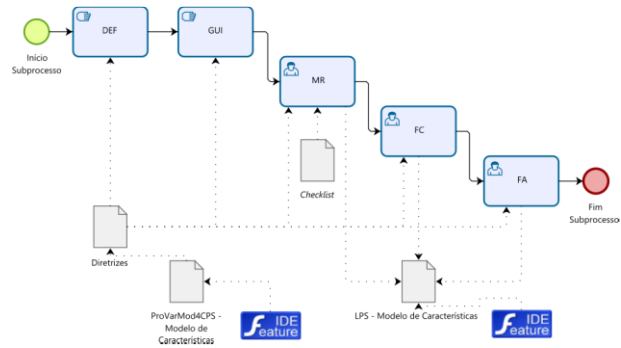 DEF
GUI
Início
Subprocesso
MR
FC
Checklist
FA
Fim
Subprocesso
Diretrizes
ProVarMod4CPS -
Modelo de
Características
LPS - Modelo de Características
IDE
Feature
IDE
Feature